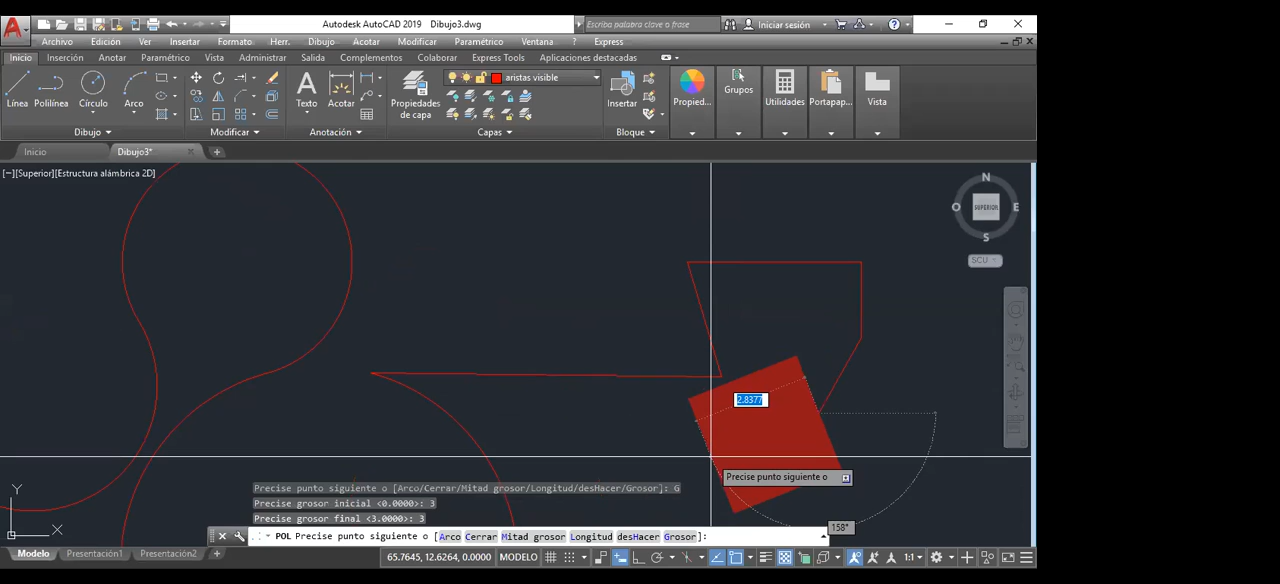 A Autodesk AutoCAD 2019 Dibujo3.dwg Escriba palabra clave o frase Iniciar sesión ?
Archivo Edición Ver Insertar Formato Herr. Dibujo Acotar Modificar Paramétrico Ventana ? Express
Inicio Inserción Anotar Paramétrico Vista Administrar Salida Complementos Colaborar Express Tools Aplicaciones destacadas
aristas visible
Línea Polilínea Círculo Arco A Texto Acotar Propiedades de capa Insertar Propied... Grupos Utilidades Portapap... Vista
Dibujo Modificar Anotación Capas Bloque
Inicio Dibujo3* +
[−][Superior][Estructura alámbrica 2D]
N
O SUPERIOR E
S
SCU
2.8377
Precise punto siguiente o
Y
X
Precise punto siguiente o [Arco/Cerrar/Mitad grosor/Longitud/desHacer/Grosor]: G
Precise grosor inicial <0.0000>: 3
Precise grosor final <3.0000>: 3
158°
POL Precise punto siguiente o [Arco Cerrar Mitad grosor Longitud desHacer Grosor]:
Modelo Presentación1 Presentación2 +
65.7645, 12.6264, 0.0000 MODELO 1:1